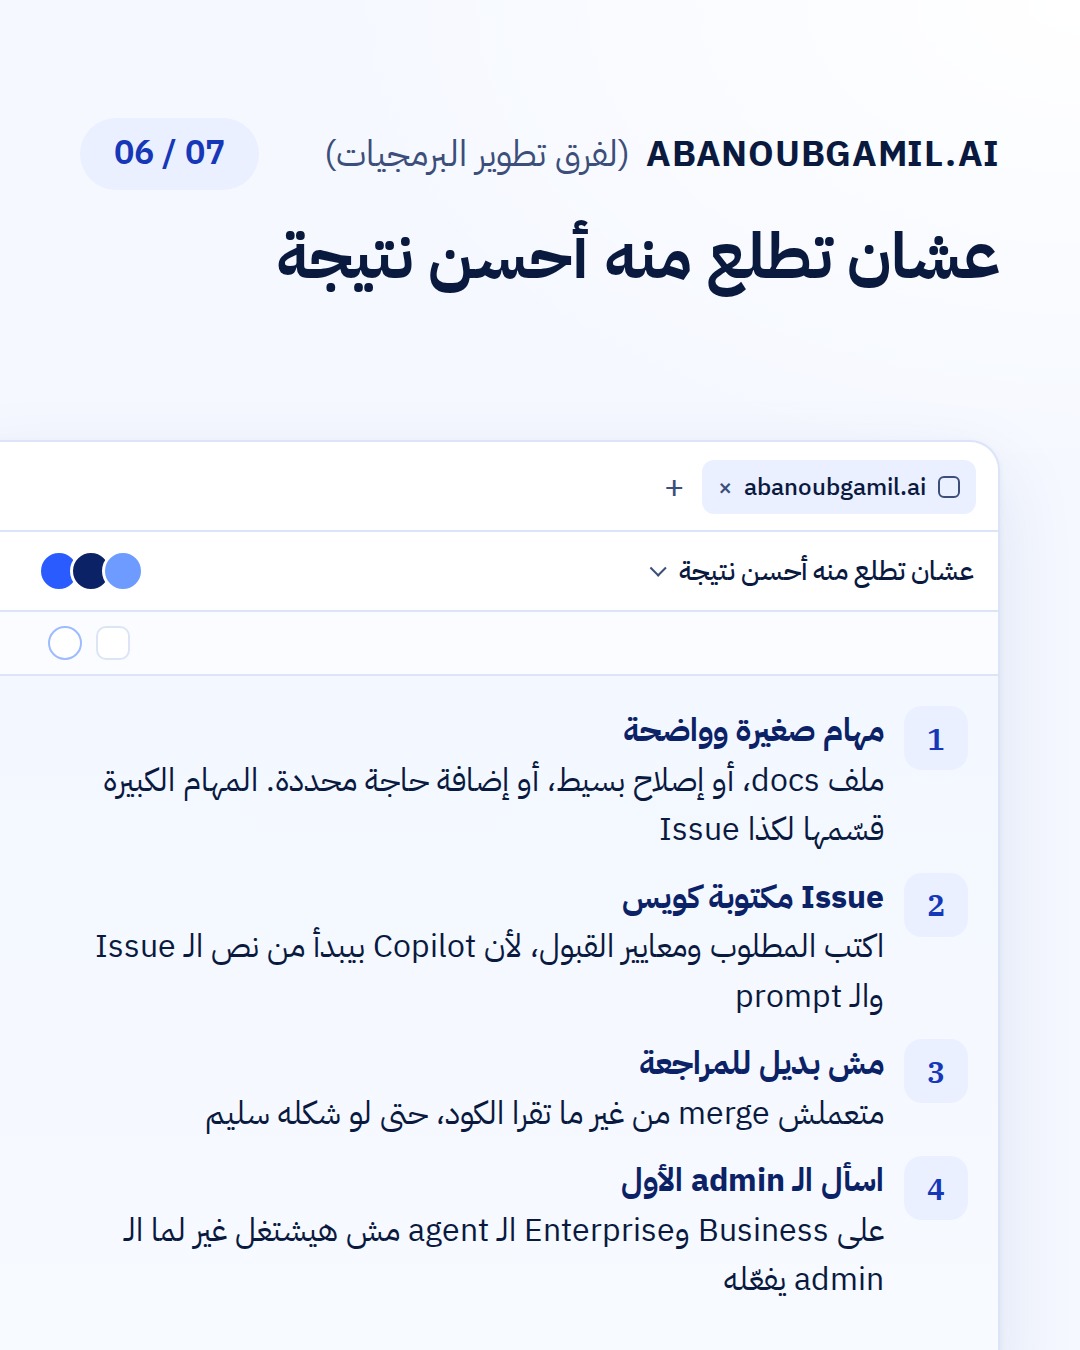 ABANOUBGAMIL.AI (لفرق تطوير البرمجيات)
06 / 07
عشان تطلع منه أحسن نتيجة
abanoubgamil.ai × +
عشان تطلع منه أحسن نتيجة
1
مهام صغيرة وواضحة
ملف docs، أو إصلاح بسيط، أو إضافة حاجة محددة. المهام الكبيرة
قسّمها لكذا Issue
2
Issue مكتوبة كويس
اكتب المطلوب ومعايير القبول، لأن Copilot بيبدأ من نص الـ Issue
والـ prompt
3
مش بديل للمراجعة
متعملش merge من غير ما تقرا الكود، حتى لو شكله سليم
4
اسأل الـ admin الأول
على Business وEnterprise الـ agent مش هيشتغل غير لما الـ
admin يفعّله